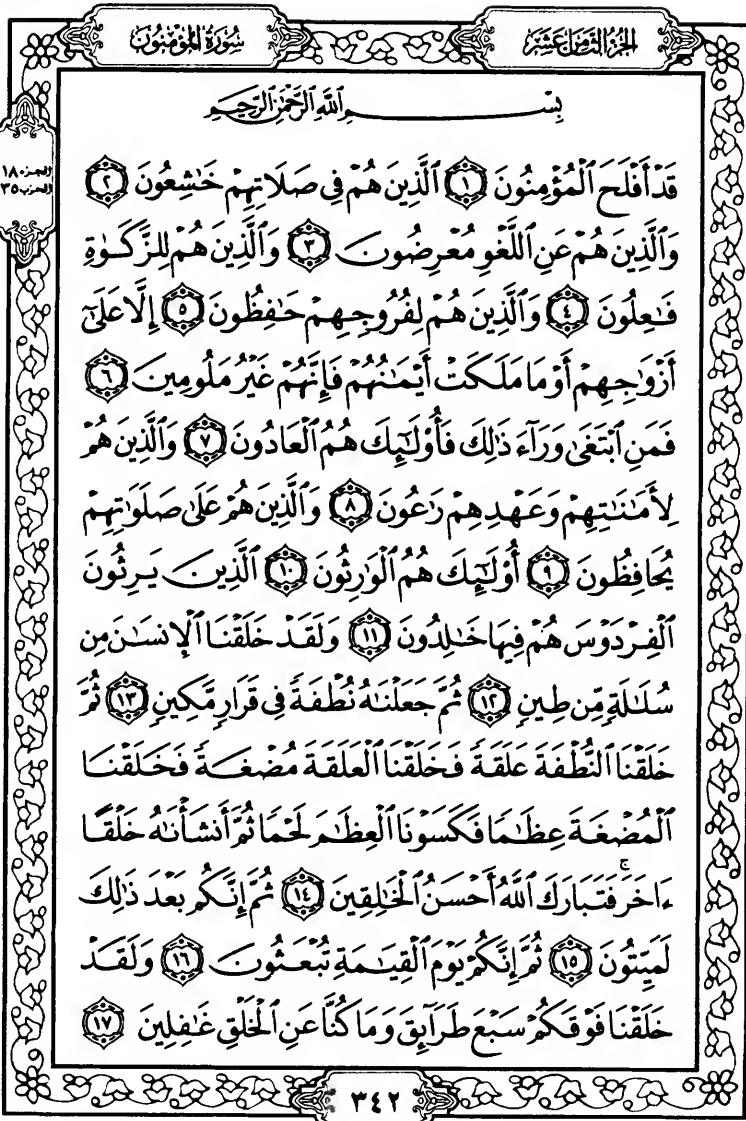 الجزء الثامن عشر
سُورَةُ المُؤْمِنُون
بِسْمِ ٱللَّهِ ٱلرَّحْمَٰنِ ٱلرَّحِيمِ
الجزء ١٨
الحزب ٣٥
قَدْ أَفْلَحَ ٱلْمُؤْمِنُونَ ١ ٱلَّذِينَ هُمْ فِى صَلَاتِهِمْ خَٰشِعُونَ ٢
وَٱلَّذِينَ هُمْ عَنِ ٱللَّغْوِ مُعْرِضُونَ ٣ وَٱلَّذِينَ هُمْ لِلزَّكَوٰةِ
فَٰعِلُونَ ٤ وَٱلَّذِينَ هُمْ لِفُرُوجِهِمْ حَٰفِظُونَ ٥ إِلَّا عَلَىٰٓ
أَزْوَٰجِهِمْ أَوْ مَا مَلَكَتْ أَيْمَٰنُهُمْ فَإِنَّهُمْ غَيْرُ مَلُومِينَ ٦
فَمَنِ ٱبْتَغَىٰ وَرَآءَ ذَٰلِكَ فَأُو۟لَٰٓئِكَ هُمُ ٱلْعَادُونَ ٧ وَٱلَّذِينَ هُمْ
لِأَمَٰنَٰتِهِمْ وَعَهْدِهِمْ رَٰعُونَ ٨ وَٱلَّذِينَ هُمْ عَلَىٰ صَلَوَٰتِهِمْ
يُحَافِظُونَ ٩ أُو۟لَٰٓئِكَ هُمُ ٱلْوَٰرِثُونَ ١٠ ٱلَّذِينَ يَرِثُونَ
ٱلْفِرْدَوْسَ هُمْ فِيهَا خَٰلِدُونَ ١١ وَلَقَدْ خَلَقْنَا ٱلْإِنسَٰنَ مِن
سُلَٰلَةٍ مِّن طِينٍ ١٢ ثُمَّ جَعَلْنَٰهُ نُطْفَةً فِى قَرَارٍ مَّكِينٍ ١٣ ثُمَّ
خَلَقْنَا ٱلنُّطْفَةَ عَلَقَةً فَخَلَقْنَا ٱلْعَلَقَةَ مُضْغَةً فَخَلَقْنَا
ٱلْمُضْغَةَ عِظَٰمًا فَكَسَوْنَا ٱلْعِظَٰمَ لَحْمًا ثُمَّ أَنشَأْنَٰهُ خَلْقًا
ءَاخَرَ ۚ فَتَبَارَكَ ٱللَّهُ أَحْسَنُ ٱلْخَٰلِقِينَ ١٤ ثُمَّ إِنَّكُم بَعْدَ ذَٰلِكَ
لَمَيِّتُونَ ١٥ ثُمَّ إِنَّكُمْ يَوْمَ ٱلْقِيَٰمَةِ تُبْعَثُونَ ١٦ وَلَقَدْ
خَلَقْنَا فَوْقَكُمْ سَبْعَ طَرَآئِقَ وَمَا كُنَّا عَنِ ٱلْخَلْقِ غَٰفِلِينَ ١٧
٣٤٢